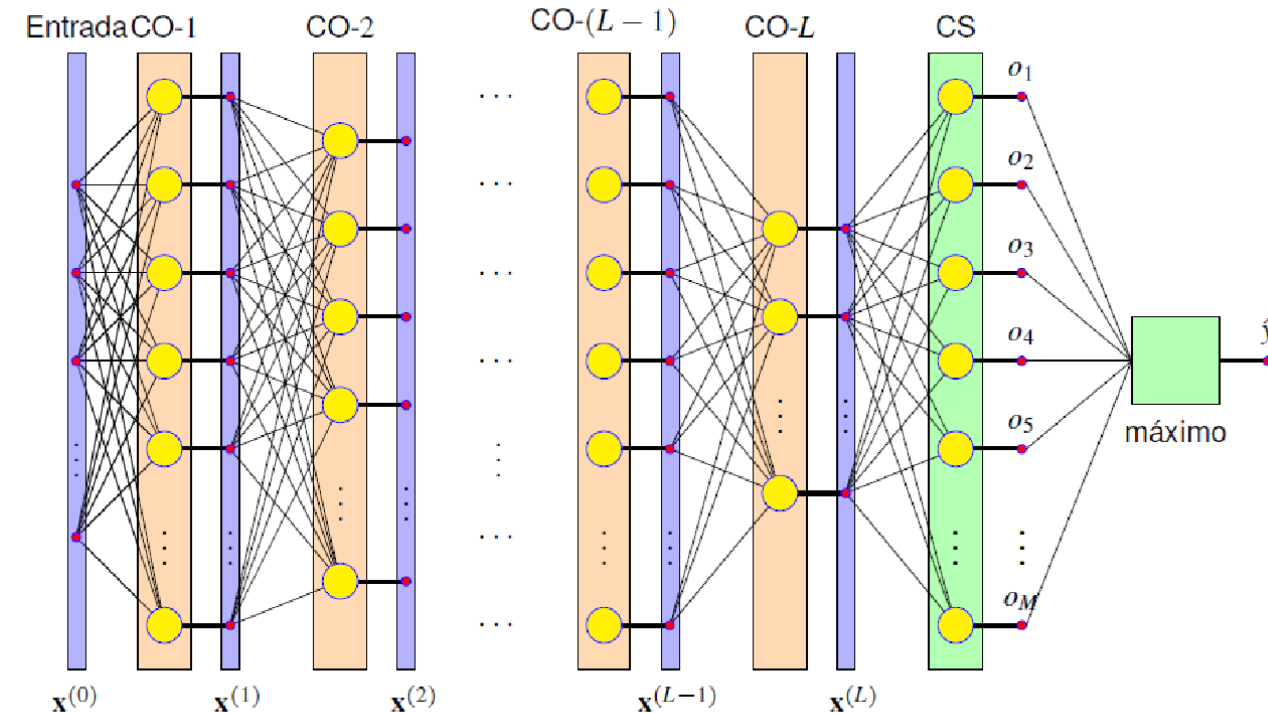 Entrada CO-1 CO-2 CO-(L − 1) CO-L CS
o₁
o₂
o₃
o₄
o₅
o_M
ŷ
máximo
x⁽⁰⁾ x⁽¹⁾ x⁽²⁾ x⁽ᴸ⁻¹⁾ x⁽ᴸ⁾